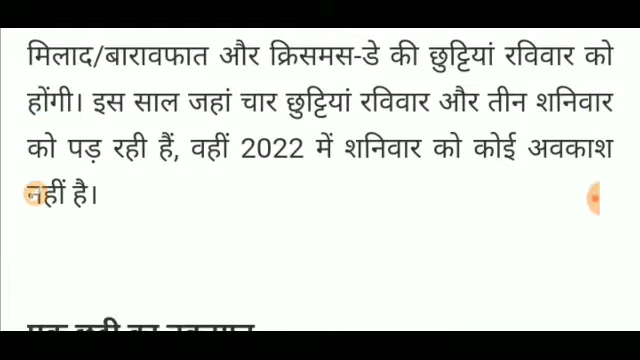 मिलाद/बारावफात और क्रिसमस-डे की छुट्टियां रविवार को
होंगी। इस साल जहां चार छुट्टियां रविवार और तीन शनिवार
को पड़ रही हैं, वहीं 2022 में शनिवार को कोई अवकाश
नहीं है।